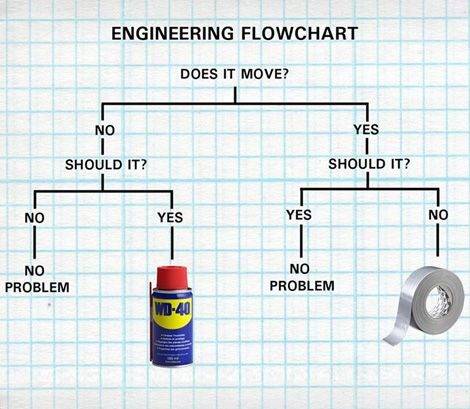 ENGINEERING FLOWCHART
DOES IT MOVE?
NO
YES
SHOULD IT?
SHOULD IT?
NO
YES
YES
NO
NO
PROBLEM
NO
PROBLEM
WD-40